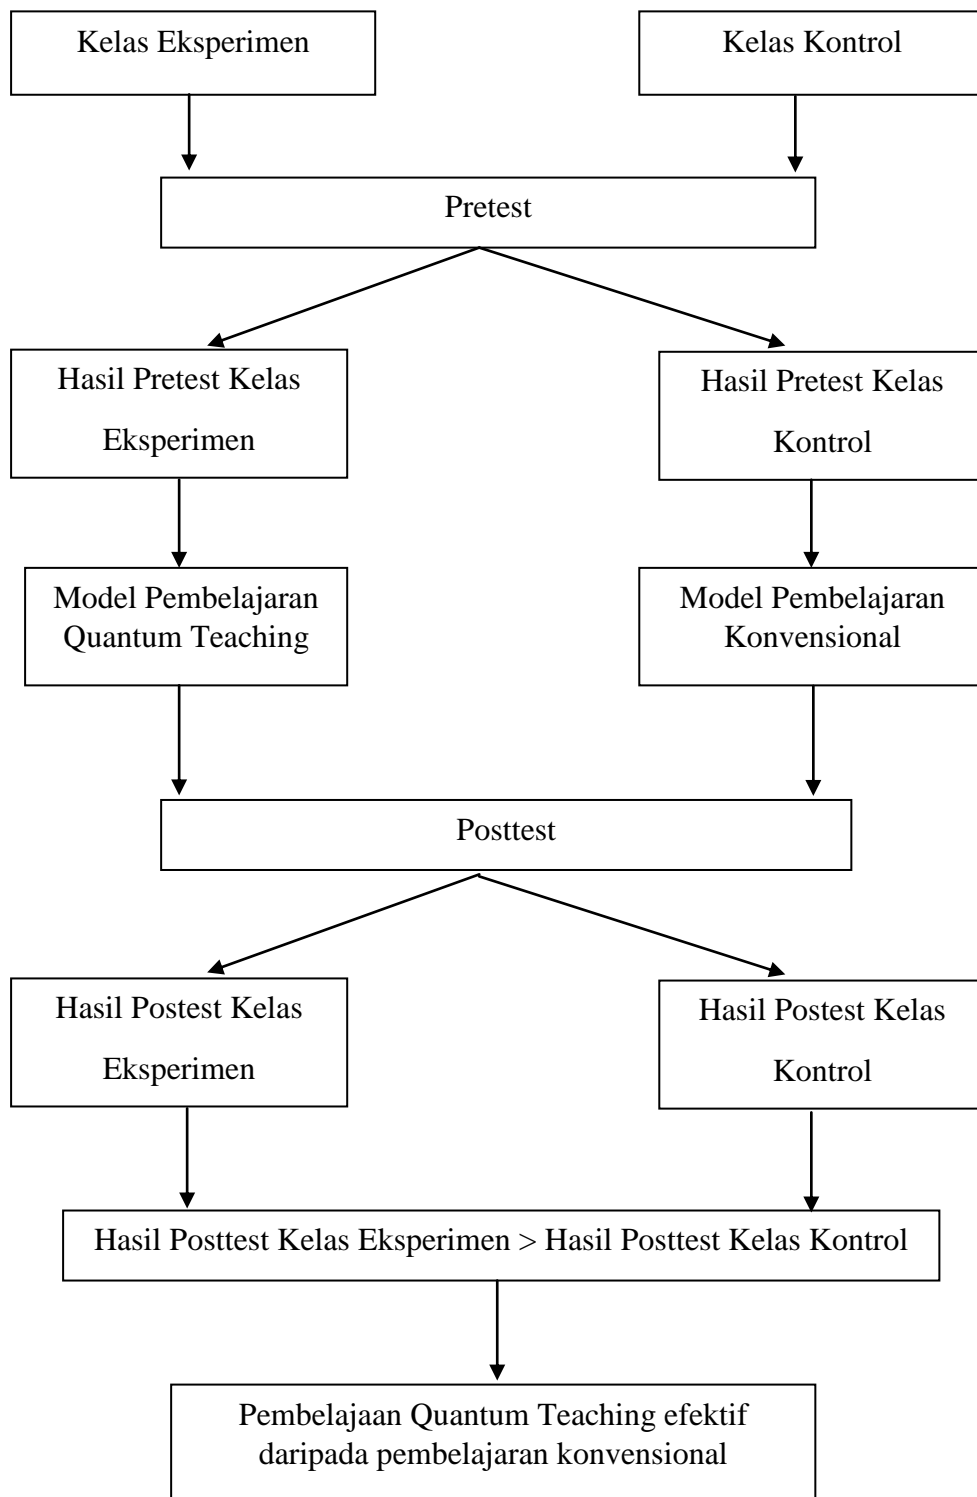 Kelas Eksperimen
Kelas Kontrol
Pretest
Hasil Pretest Kelas
Eksperimen
Hasil Pretest Kelas
Kontrol
Model Pembelajaran
Quantum Teaching
Model Pembelajaran
Konvensional
Posttest
Hasil Postest Kelas
Eksperimen
Hasil Postest Kelas
Kontrol
Hasil Posttest Kelas Eksperimen > Hasil Posttest Kelas Kontrol
Pembelajaan Quantum Teaching efektif
daripada pembelajaran konvensional